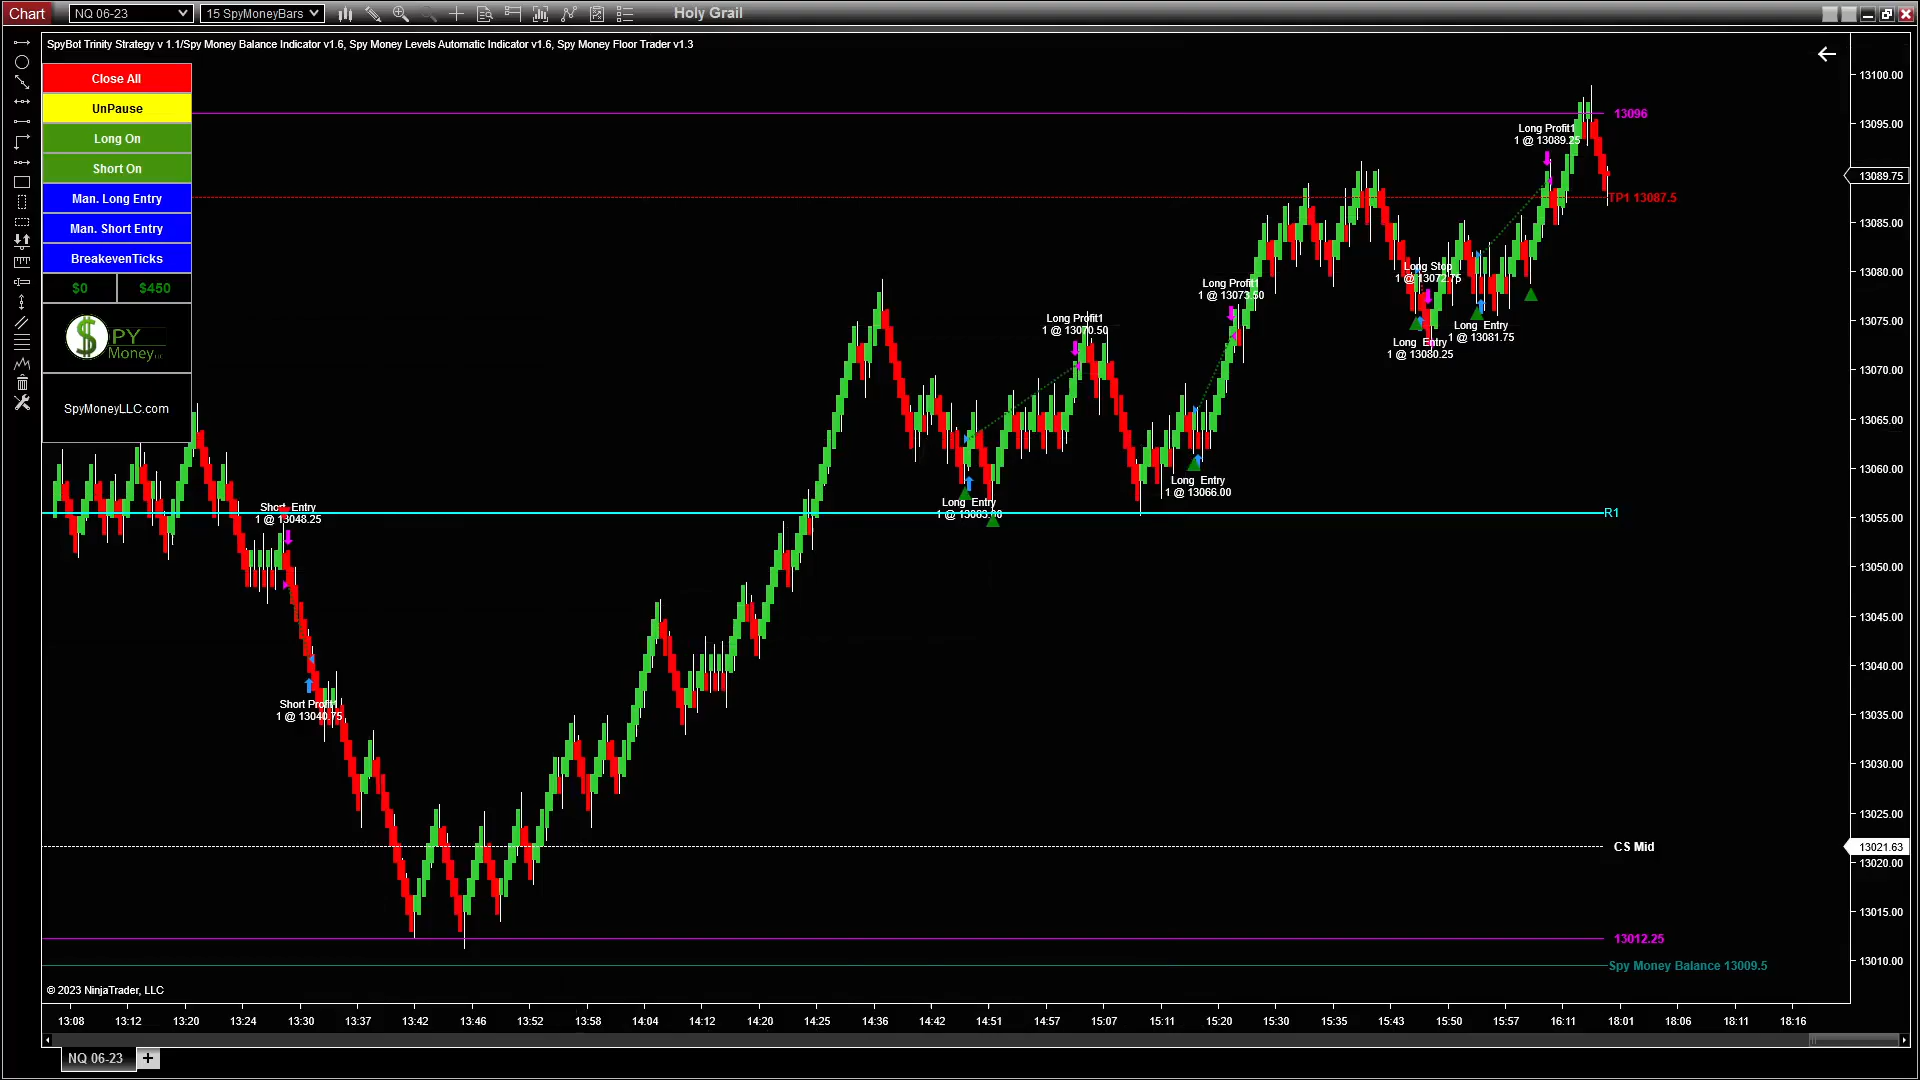 Chart
NQ 06-23
15 SpyMoneyBars
Holy Grail
SpyBot Trinity Strategy v 1.1/Spy Money Balance Indicator v1.6, Spy Money Levels Automatic Indicator v1.6, Spy Money Floor Trader v1.3
Close All
UnPause
Long On
Short On
Man. Long Entry
Man. Short Entry
BreakevenTicks
$0
$450
$PY
Money LLC
SpyMoneyLLC.com
13096
TP1 13087.5
R1
CS Mid
13012.25
Spy Money Balance 13009.5
Short Entry
1 @ 13048.25
Short Profit1
1 @ 13040.75
Long Entry
Long Profit1
1 @ 13070.50
Long Entry
1 @ 13066.00
Long Profit1
1 @ 13073.50
Long Stop
1 @ 13072.75
Long Entry
1 @ 13080.25
Long Entry
1 @ 13081.75
Long Profit1
1 @ 13089.25
13100.00
13095.00
13089.75
13085.00
13080.00
13075.00
13070.00
13065.00
13060.00
13055.00
13050.00
13045.00
13040.00
13035.00
13030.00
13025.00
13021.63
13020.00
13015.00
13010.00
© 2023 NinjaTrader, LLC
13:08 13:12 13:20 13:24 13:30 13:37 13:42 13:46 13:52 13:58 14:04 14:12 14:20 14:25 14:36 14:42 14:51 14:57 15:07 15:11 15:20 15:30 15:35 15:43 15:50 15:57 16:11 18:01 18:06 18:11 18:16
NQ 06-23